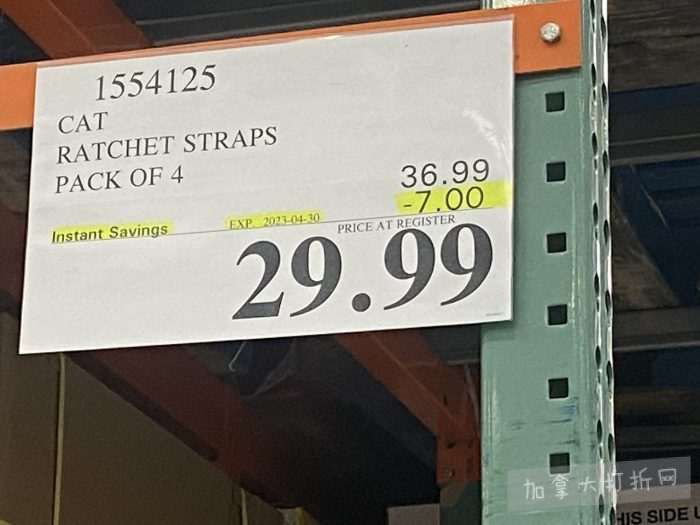 1554125
CAT
RATCHET STRAPS
PACK OF 4
36.99
-7.00
Instant Savings EXP. 2023-04-30 PRICE AT REGISTER
29.99
加拿大打折网
HIS SIDE